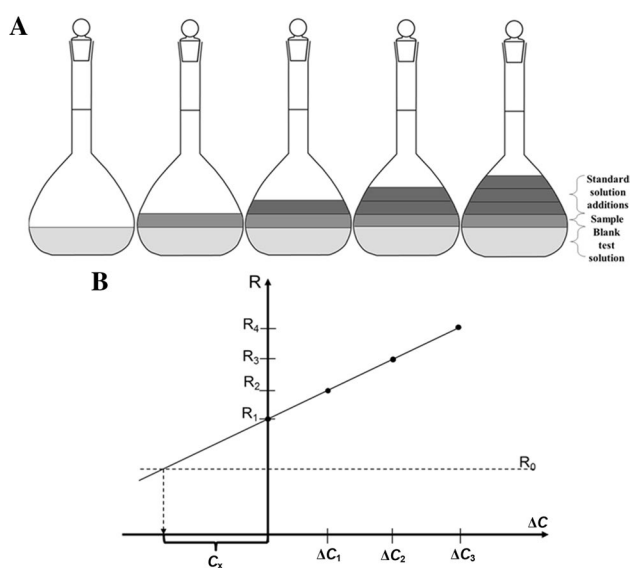 A
Standard
solution
additions
Sample
Blank
test
solution
B
R
R₄
R₃
R₂
R₁
R₀
ΔC
Cₓ
ΔC₁
ΔC₂
ΔC₃